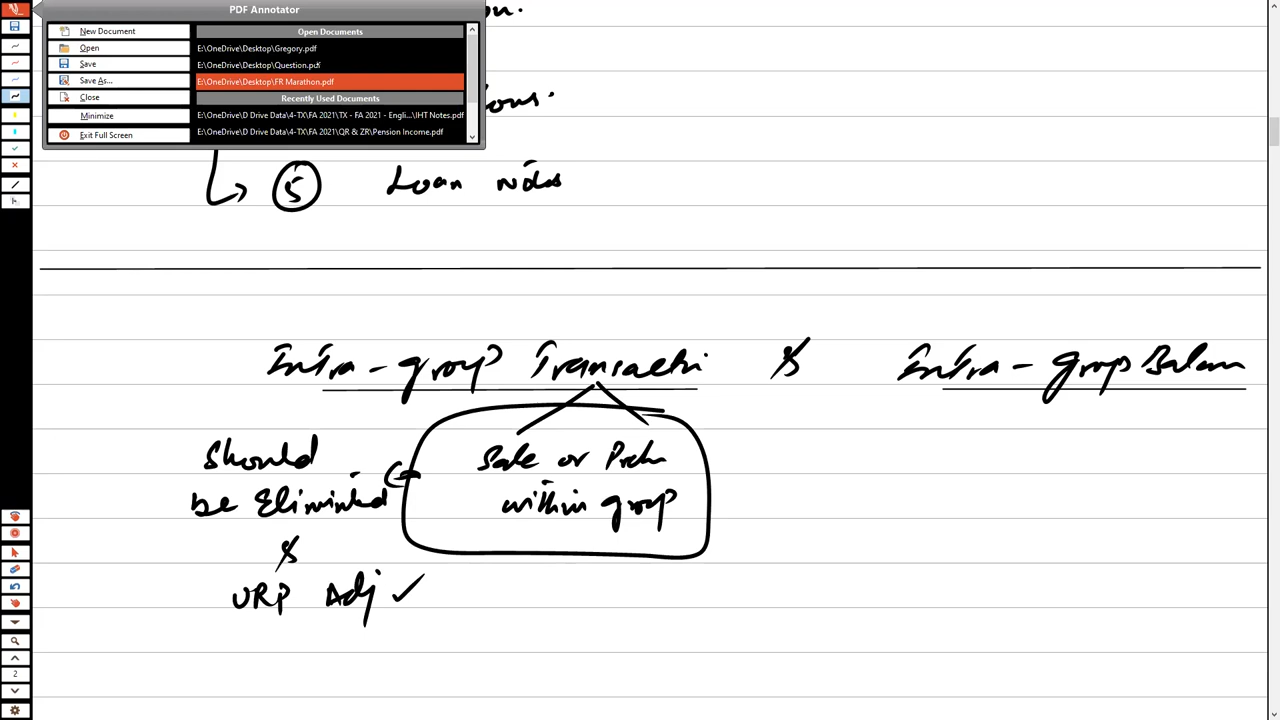 PDF Annotator
New Document
Open
Save
Save As...
Close
Minimize
Exit Full Screen
Open Documents
E:\OneDrive\Desktop\Gregory.pdf
E:\OneDrive\Desktop\Question.pdf
E:\OneDrive\Desktop\FR Marathon.pdf
Recently Used Documents
E:\OneDrive\D Drive Data\4-TX\FA 2021\TX - FA 2021 - Engli...\IHT Notes.pdf
E:\OneDrive\D Drive Data\4-TX\FA 2021\QR & ZR\Pension Income.pdf
5 Loan notes
Intra-group Transacti & Intra-group Balan
Should
be Eliminted
&
URP Adj ✓
Sale or
within group
2